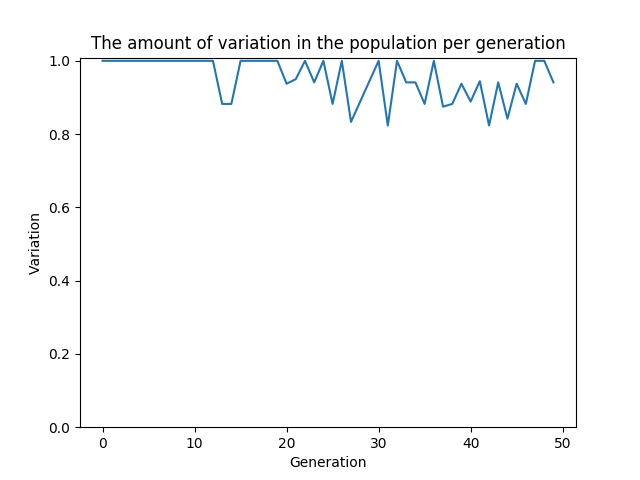 The amount of variation in the population per generation
1.0
0.8
0.6
0.4
0.2
0.0
Variation
0 10 20 30 40 50
Generation